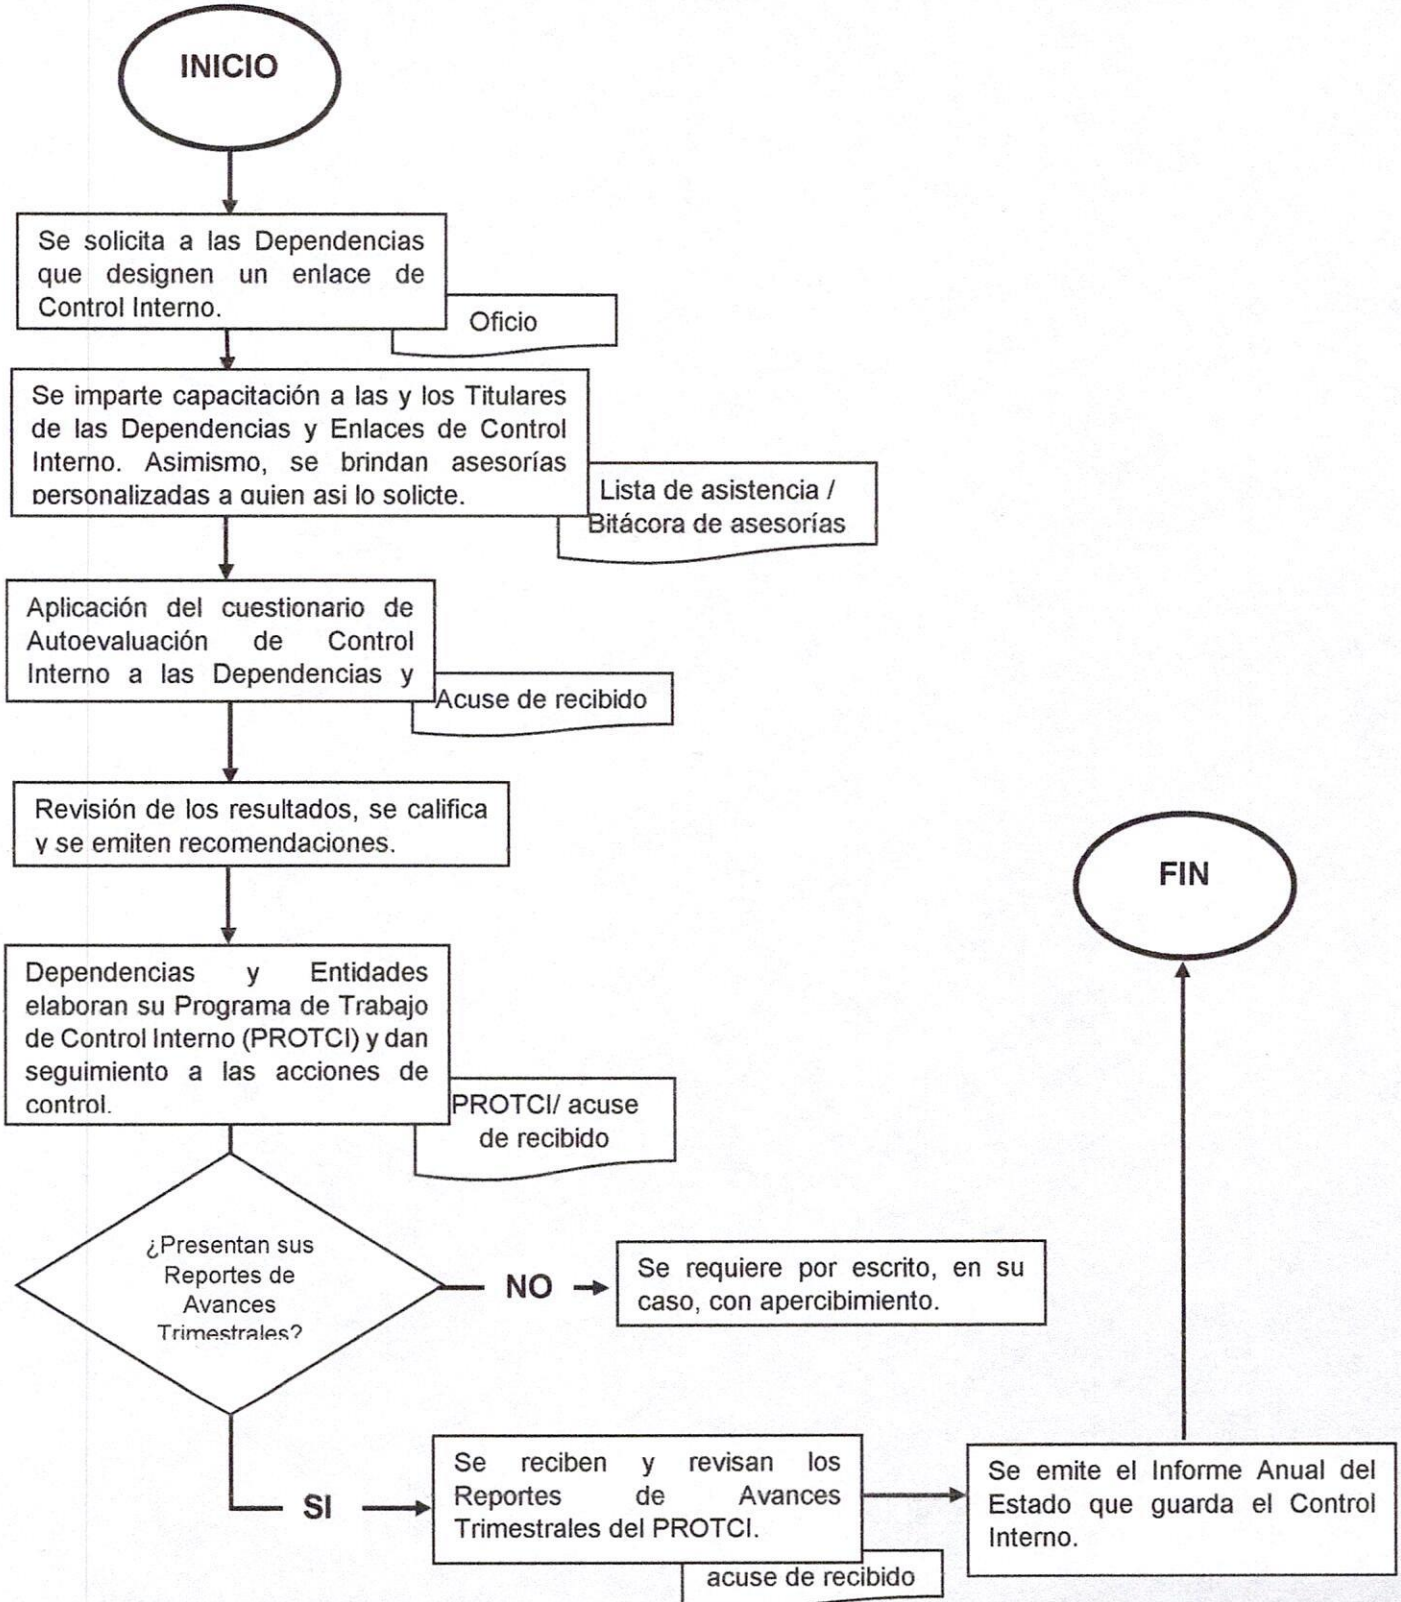 INICIO
Se solicita a las Dependencias
que designen un enlace de
Control Interno.
Oficio
Se imparte capacitación a las y los Titulares
de las Dependencias y Enlaces de Control
Interno. Asimismo, se brindan asesorías
personalizadas a quien asi lo solicte.
Lista de asistencia /
Bitácora de asesorías
Aplicación del cuestionario de
Autoevaluación de Control
Interno a las Dependencias y
Acuse de recibido
Revisión de los resultados, se califica
y se emiten recomendaciones.
Dependencias y Entidades
elaboran su Programa de Trabajo
de Control Interno (PROTCI) y dan
seguimiento a las acciones de
control.
PROTCI/ acuse
de recibido
¿Presentan sus
Reportes de
Avances
Trimestrales?
NO
Se requiere por escrito, en su
caso, con apercibimiento.
SI
Se reciben y revisan los
Reportes de Avances
Trimestrales del PROTCI.
acuse de recibido
Se emite el Informe Anual del
Estado que guarda el Control
Interno.
FIN